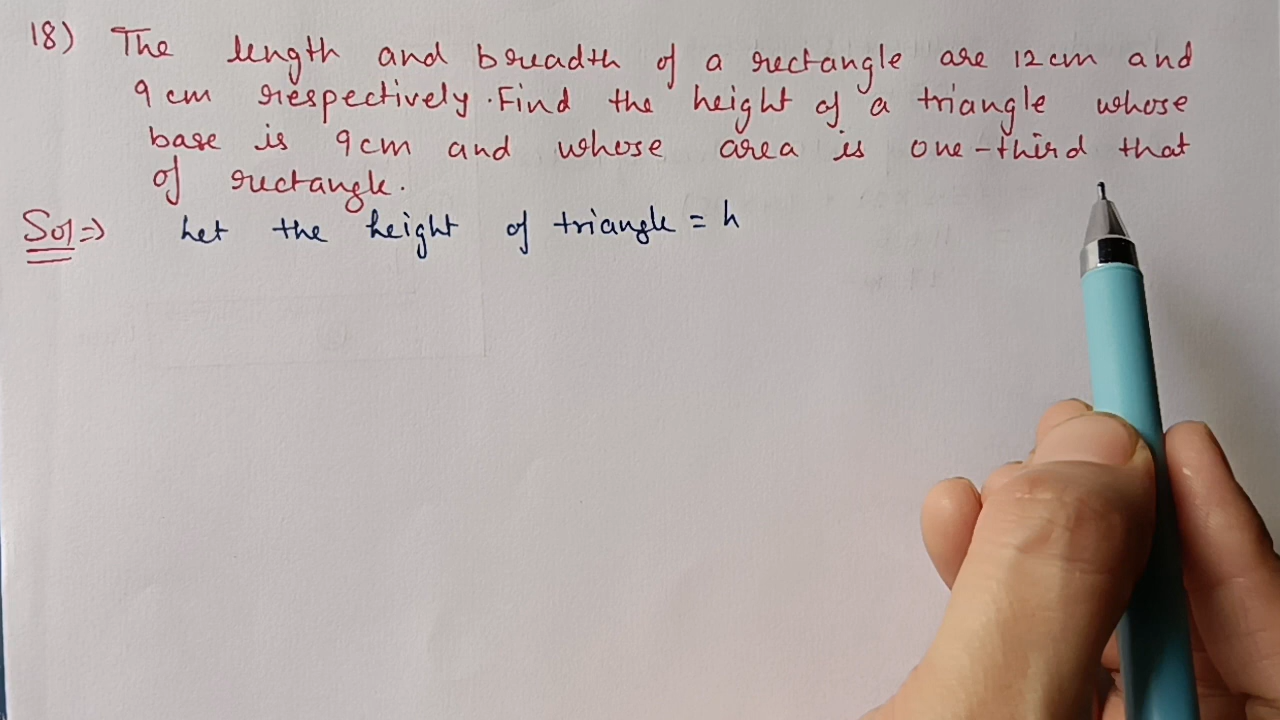 18) The length and breadth of a rectangle are 12 cm and
9 cm respectively. Find the height of a triangle whose
base is 9 cm and whose area is one-third that
of rectangle.
Sol⇒ Let the height of triangle = h